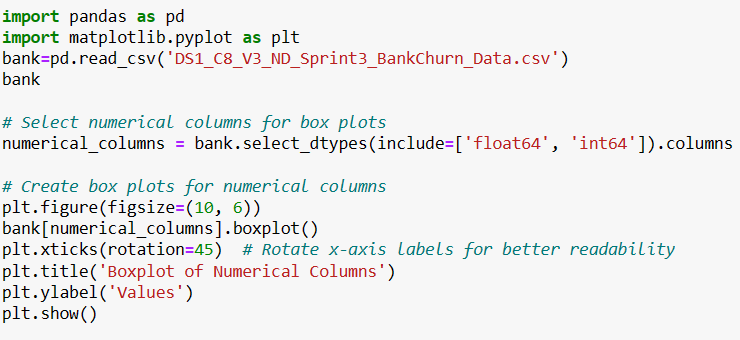 import pandas as pd
import matplotlib.pyplot as plt
bank=pd.read_csv('DS1_C8_V3_ND_Sprint3_BankChurn_Data.csv')
bank
# Select numerical columns for box plots
numerical_columns = bank.select_dtypes(include=['float64', 'int64']).columns
# Create box plots for numerical columns
plt.figure(figsize=(10, 6))
bank[numerical_columns].boxplot()
plt.xticks(rotation=45)  # Rotate x-axis labels for better readability
plt.title('Boxplot of Numerical Columns')
plt.ylabel('Values')
plt.show()